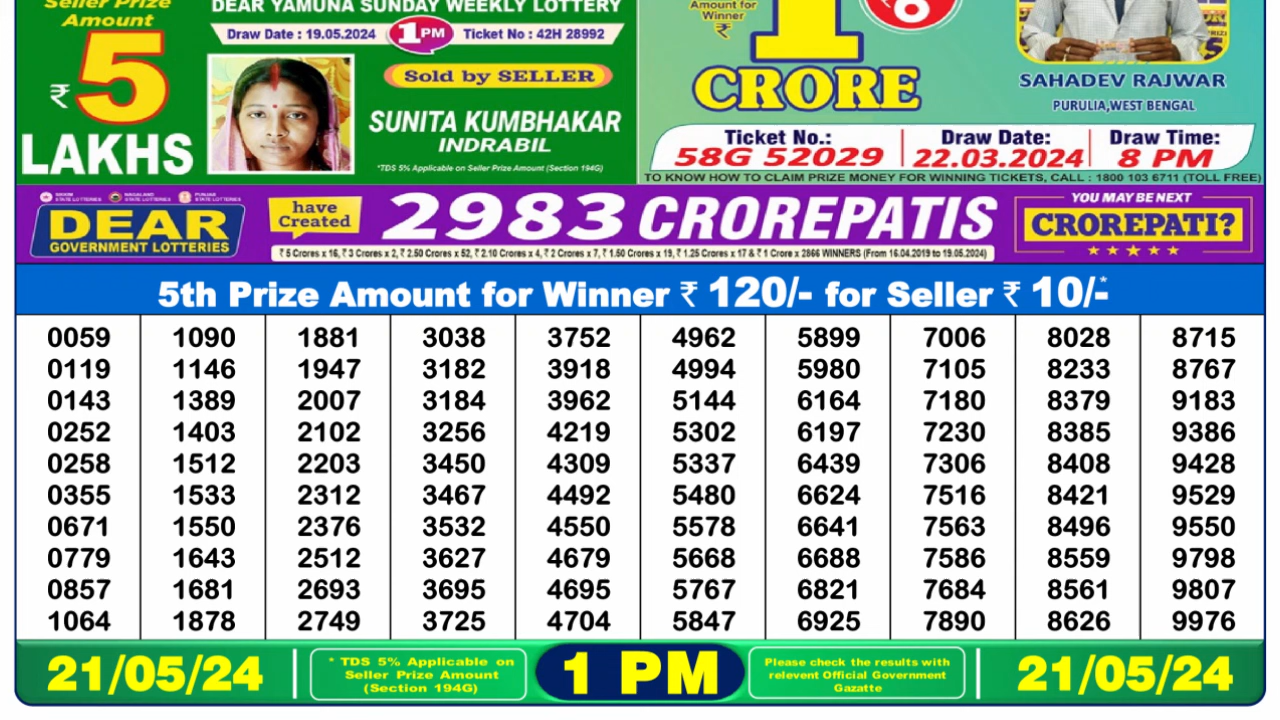 Seller Prize
Amount
₹ 5
LAKHS
DEAR YAMUNA SUNDAY WEEKLY LOTTERY
Draw Date : 19.05.2024 1 PM Ticket No : 42H 28992
Sold by SELLER
SUNITA KUMBHAKAR
INDRABIL
*TDS 5% Applicable on Seller Prize Amount (Section 194G)
Amount for
Winner
₹
1
CRORE
6
SAHADEV RAJWAR
PURULIA,WEST BENGAL
Ticket No.: Draw Date: Draw Time:
58G 52029 22.03.2024 8 PM
TO KNOW HOW TO CLAIM PRIZE MONEY FOR WINNING TICKETS, CALL : 1800 103 6711 (TOLL FREE)
SIKKIM STATE LOTTERIES NAGALAND STATE LOTTERIES PUNJAB STATE LOTTERIES
DEAR
GOVERNMENT LOTTERIES
have
Created
2983 CROREPATIS
₹ 5 Crores x 16, ₹ 3 Crores x 2, ₹ 2.50 Crores x 52, ₹ 2.10 Crores x 4, ₹ 2 Crores x 7, ₹ 1.50 Crores x 19, ₹ 1.25 Crores x 17 & ₹ 1 Crore x 2866 WINNERS (From 16.04.2019 to 19.05.2024)
YOU MAY BE NEXT
CROREPATI?
5th Prize Amount for Winner ₹ 120/- for Seller ₹ 10/-*
0059 1090 1881 3038 3752 4962 5899 7006 8028 8715
0119 1146 1947 3182 3918 4994 5980 7105 8233 8767
0143 1389 2007 3184 3962 5144 6164 7180 8379 9183
0252 1403 2102 3256 4219 5302 6197 7230 8385 9386
0258 1512 2203 3450 4309 5337 6439 7306 8408 9428
0355 1533 2312 3467 4492 5480 6624 7516 8421 9529
0671 1550 2376 3532 4550 5578 6641 7563 8496 9550
0779 1643 2512 3627 4679 5668 6688 7586 8559 9798
0857 1681 2693 3695 4695 5767 6821 7684 8561 9807
1064 1878 2749 3725 4704 5847 6925 7890 8626 9976
21/05/24
* TDS 5% Applicable on
Seller Prize Amount
(Section 194G)
1 PM
Please check the results with
relevent Official Government
Gazatte
21/05/24